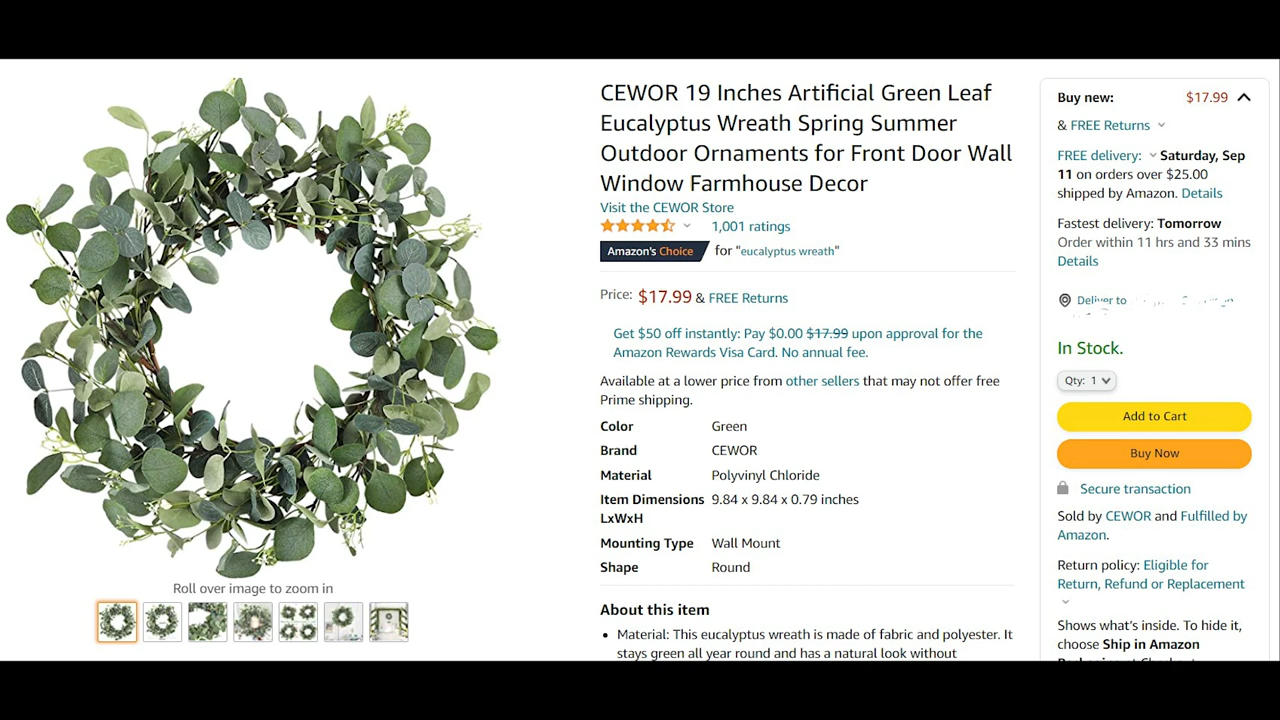 CEWOR 19 Inches Artificial Green Leaf
Eucalyptus Wreath Spring Summer
Outdoor Ornaments for Front Door Wall
Window Farmhouse Decor
Visit the CEWOR Store
1,001 ratings
Amazon's Choice for "eucalyptus wreath"
Price: $17.99 & FREE Returns
Get $50 off instantly: Pay $0.00 $17.99 upon approval for the
Amazon Rewards Visa Card. No annual fee.
Available at a lower price from other sellers that may not offer free
Prime shipping.
Color Green
Brand CEWOR
Material Polyvinyl Chloride
Item Dimensions 9.84 x 9.84 x 0.79 inches
LxWxH
Mounting Type Wall Mount
Shape Round
About this item
• Material: This eucalyptus wreath is made of fabric and polyester. It
stays green all year round and has a natural look without
Roll over image to zoom in
Buy new: $17.99
& FREE Returns
FREE delivery: Saturday, Sep
11 on orders over $25.00
shipped by Amazon. Details
Fastest delivery: Tomorrow
Order within 11 hrs and 33 mins
Details
Deliver to
In Stock.
Qty: 1
Add to Cart
Buy Now
Secure transaction
Sold by CEWOR and Fulfilled by
Amazon.
Return policy: Eligible for
Return, Refund or Replacement
Shows what's inside. To hide it,
choose Ship in Amazon